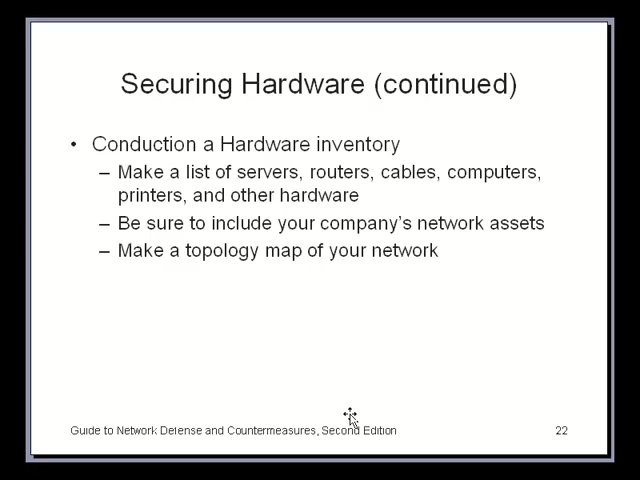 Securing Hardware (continued)
• Conduction a Hardware inventory
– Make a list of servers, routers, cables, computers,
printers, and other hardware
– Be sure to include your company's network assets
– Make a topology map of your network
Guide to Network Defense and Countermeasures, Second Edition 22